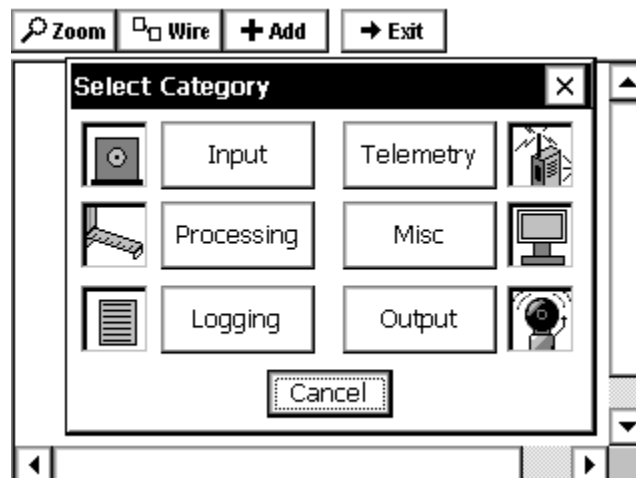 Zoom Wire Add Exit
Select Category
Input Telemetry
Processing Misc
Logging Output
Cancel